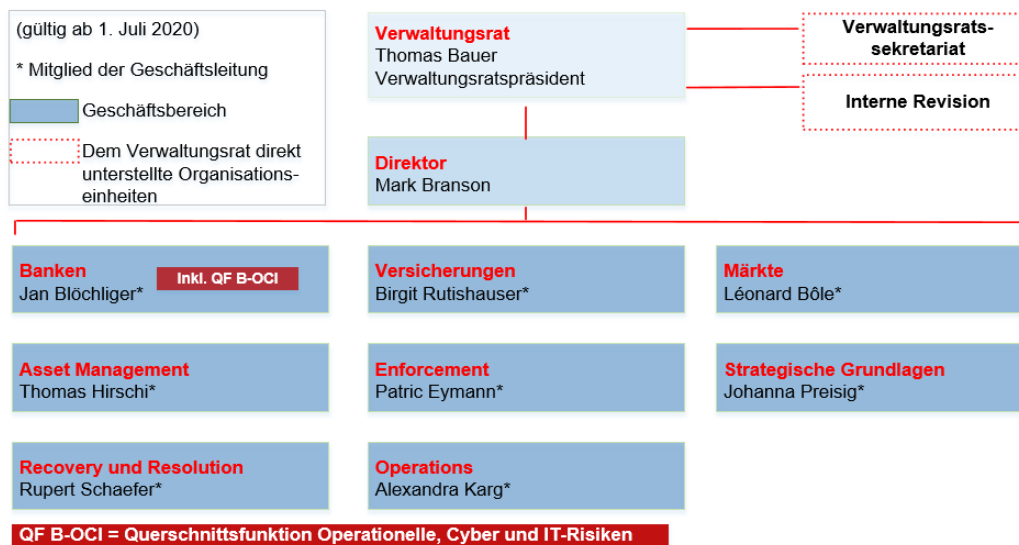 (gültig ab 1. Juli 2020)
* Mitglied der Geschäftsleitung
Geschäftsbereich
Dem Verwaltungsrat direkt
unterstellte Organisations-
einheiten
Verwaltungsrat
Thomas Bauer
Verwaltungsratspräsident
Verwaltungsrats-
sekretariat
Interne Revision
Direktor
Mark Branson
Banken
Jan Blöchliger*
Inkl. QF B-OCI
Versicherungen
Birgit Rutishauser*
Märkte
Léonard Bôle*
Asset Management
Thomas Hirschi*
Enforcement
Patric Eymann*
Strategische Grundlagen
Johanna Preisig*
Recovery und Resolution
Rupert Schaefer*
Operations
Alexandra Karg*
QF B-OCI = Querschnittsfunktion Operationelle, Cyber und IT-Risiken